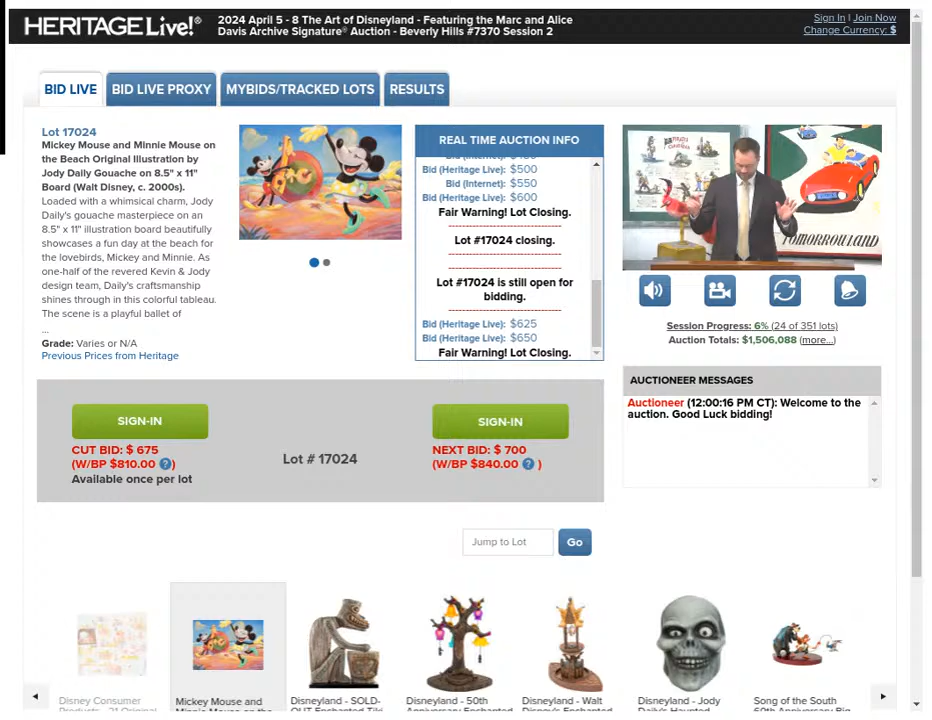 HERITAGE Live!®
2024 April 5 - 8 The Art of Disneyland - Featuring the Marc and Alice
Davis Archive Signature® Auction - Beverly Hills #7370 Session 2
Sign In | Join Now
Change Currency: $
BID LIVE
BID LIVE PROXY
MYBIDS/TRACKED LOTS
RESULTS
Lot 17024
Mickey Mouse and Minnie Mouse on
the Beach Original Illustration by
Jody Daily Gouache on 8.5" x 11"
Board (Walt Disney, c. 2000s).
Loaded with a whimsical charm, Jody
Daily's gouache masterpiece on an
8.5" x 11" illustration board beautifully
showcases a fun day at the beach for
the lovebirds, Mickey and Minnie. As
one-half of the revered Kevin & Jody
design team, Daily's craftsmanship
shines through in this colorful tableau.
The scene is a playful ballet of
...
Grade: Varies or N/A
Previous Prices from Heritage
REAL TIME AUCTION INFO
Bid (Heritage Live): $500
Bid (Internet): $550
Bid (Heritage Live): $600
Fair Warning! Lot Closing.
Lot #17024 closing.
Lot #17024 is still open for
bidding.
Bid (Heritage Live): $625
Bid (Heritage Live): $650
Fair Warning! Lot Closing.
TOMORROWLAND
Session Progress: 6% (24 of 351 lots)
Auction Totals: $1,506,088 (more...)
AUCTIONEER MESSAGES
Auctioneer (12:00:16 PM CT): Welcome to the
auction. Good Luck bidding!
SIGN-IN
CUT BID: $ 675
(W/BP $810.00 ?)
Available once per lot
Lot # 17024
SIGN-IN
NEXT BID: $ 700
(W/BP $840.00 ? )
Jump to Lot
Go
Disney Consumer
Mickey Mouse and
Disneyland - SOLD-
Disneyland - 50th
Disneyland - Walt
Disneyland - Jody
Song of the South